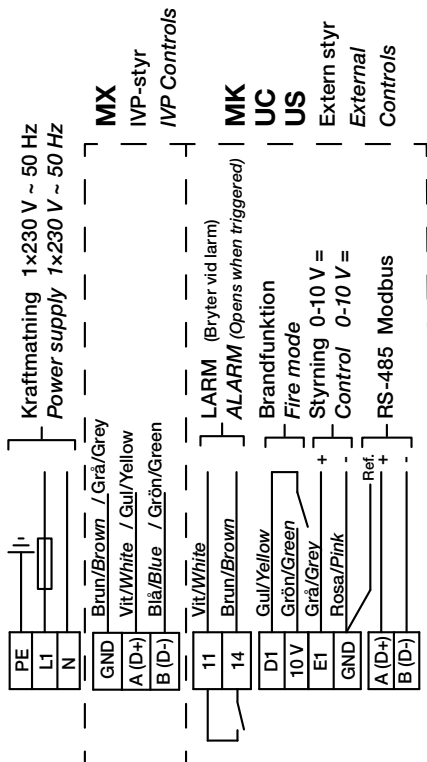 PE
L1
N
Kraftmatning 1×230 V ~ 50 Hz
Power supply 1×230 V ~ 50 Hz
GND
A (D+)
B (D-)
Brun/Brown / Grå/Grey
Vit/White / Gul/Yellow
Blå/Blue / Grön/Green
MX
IVP-styr
IVP Controls
11
14
Vit/White
Brun/Brown
LARM (Bryter vid larm)
ALARM (Opens when triggered)
D1
10 V
E1
GND
Gul/Yellow
Grön/Green
Grå/Grey
Rosa/Pink
+
-
Brandfunktion
Fire mode
Styrning 0-10 V =
Control 0-10 V =
A (D+)
B (D-)
Ref.
+
-
RS-485 Modbus
MK
UC
US
Extern styr
External
Controls